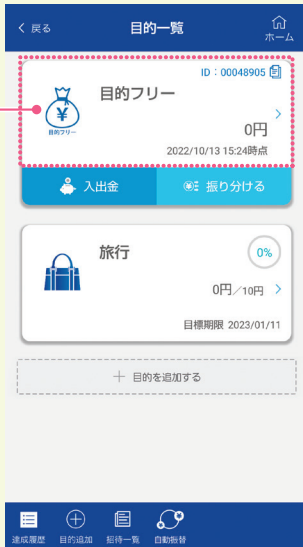 戻る 目的一覧 ホーム
ID：00048905
目的フリー
¥
目的フリー
0円
2022/10/13 15:24時点
入出金 振り分ける
旅行 0%
0円／10円
目標期限 2023/01/11
＋ 目的を追加する
達成履歴 目的追加 招待一覧 自動振替